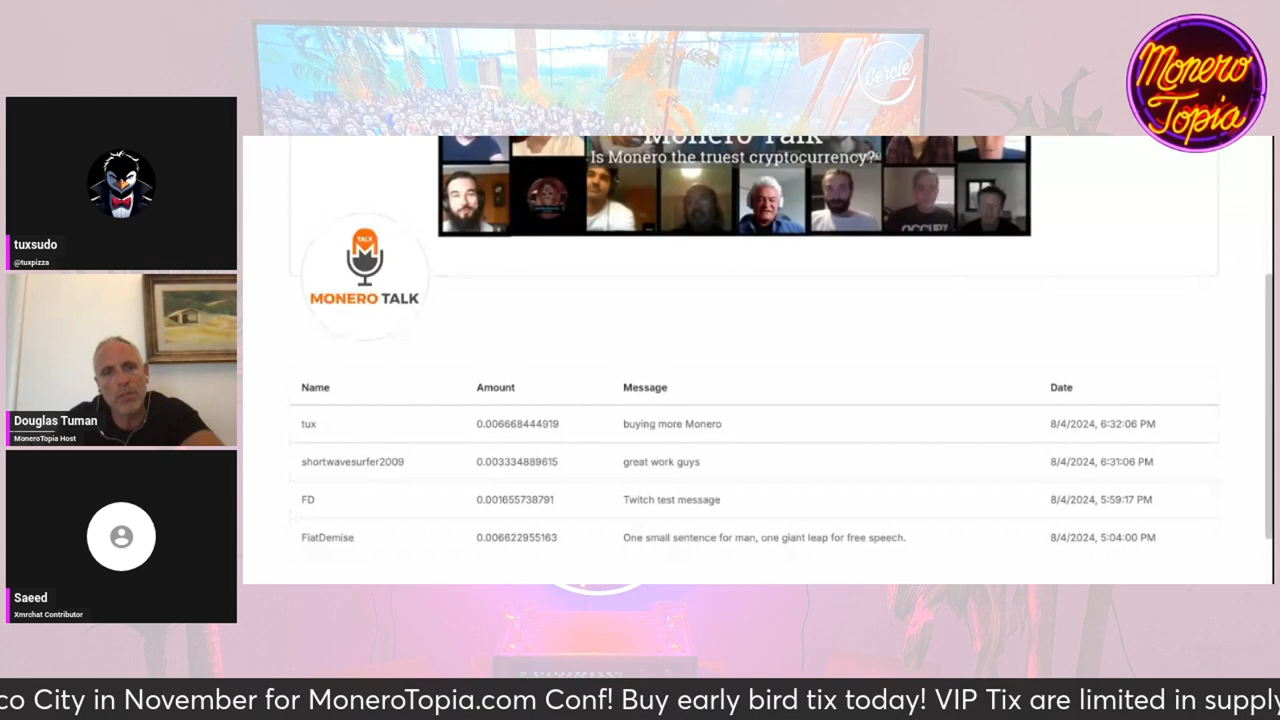 Cercle
Monero
Topia
Monero Talk
Is Monero the truest cryptocurrency?
OCCUPY
TALK
MONERO TALK
tuxsudo
@tuxpizza
Douglas Tuman
MoneroTopia Host
Saeed
Xmrchat Contributor
Name Amount Message Date
tux 0.006668444919 buying more Monero 8/4/2024, 6:32:06 PM
shortwavesurfer2009 0.003334889615 great work guys 8/4/2024, 6:31:06 PM
FD 0.001655738791 Twitch test message 8/4/2024, 5:59:17 PM
FiatDemise 0.006622955163 One small sentence for man, one giant leap for free speech. 8/4/2024, 5:04:00 PM
co City in November for MoneroTopia.com Conf! Buy early bird tix today! VIP Tix are limited in supply